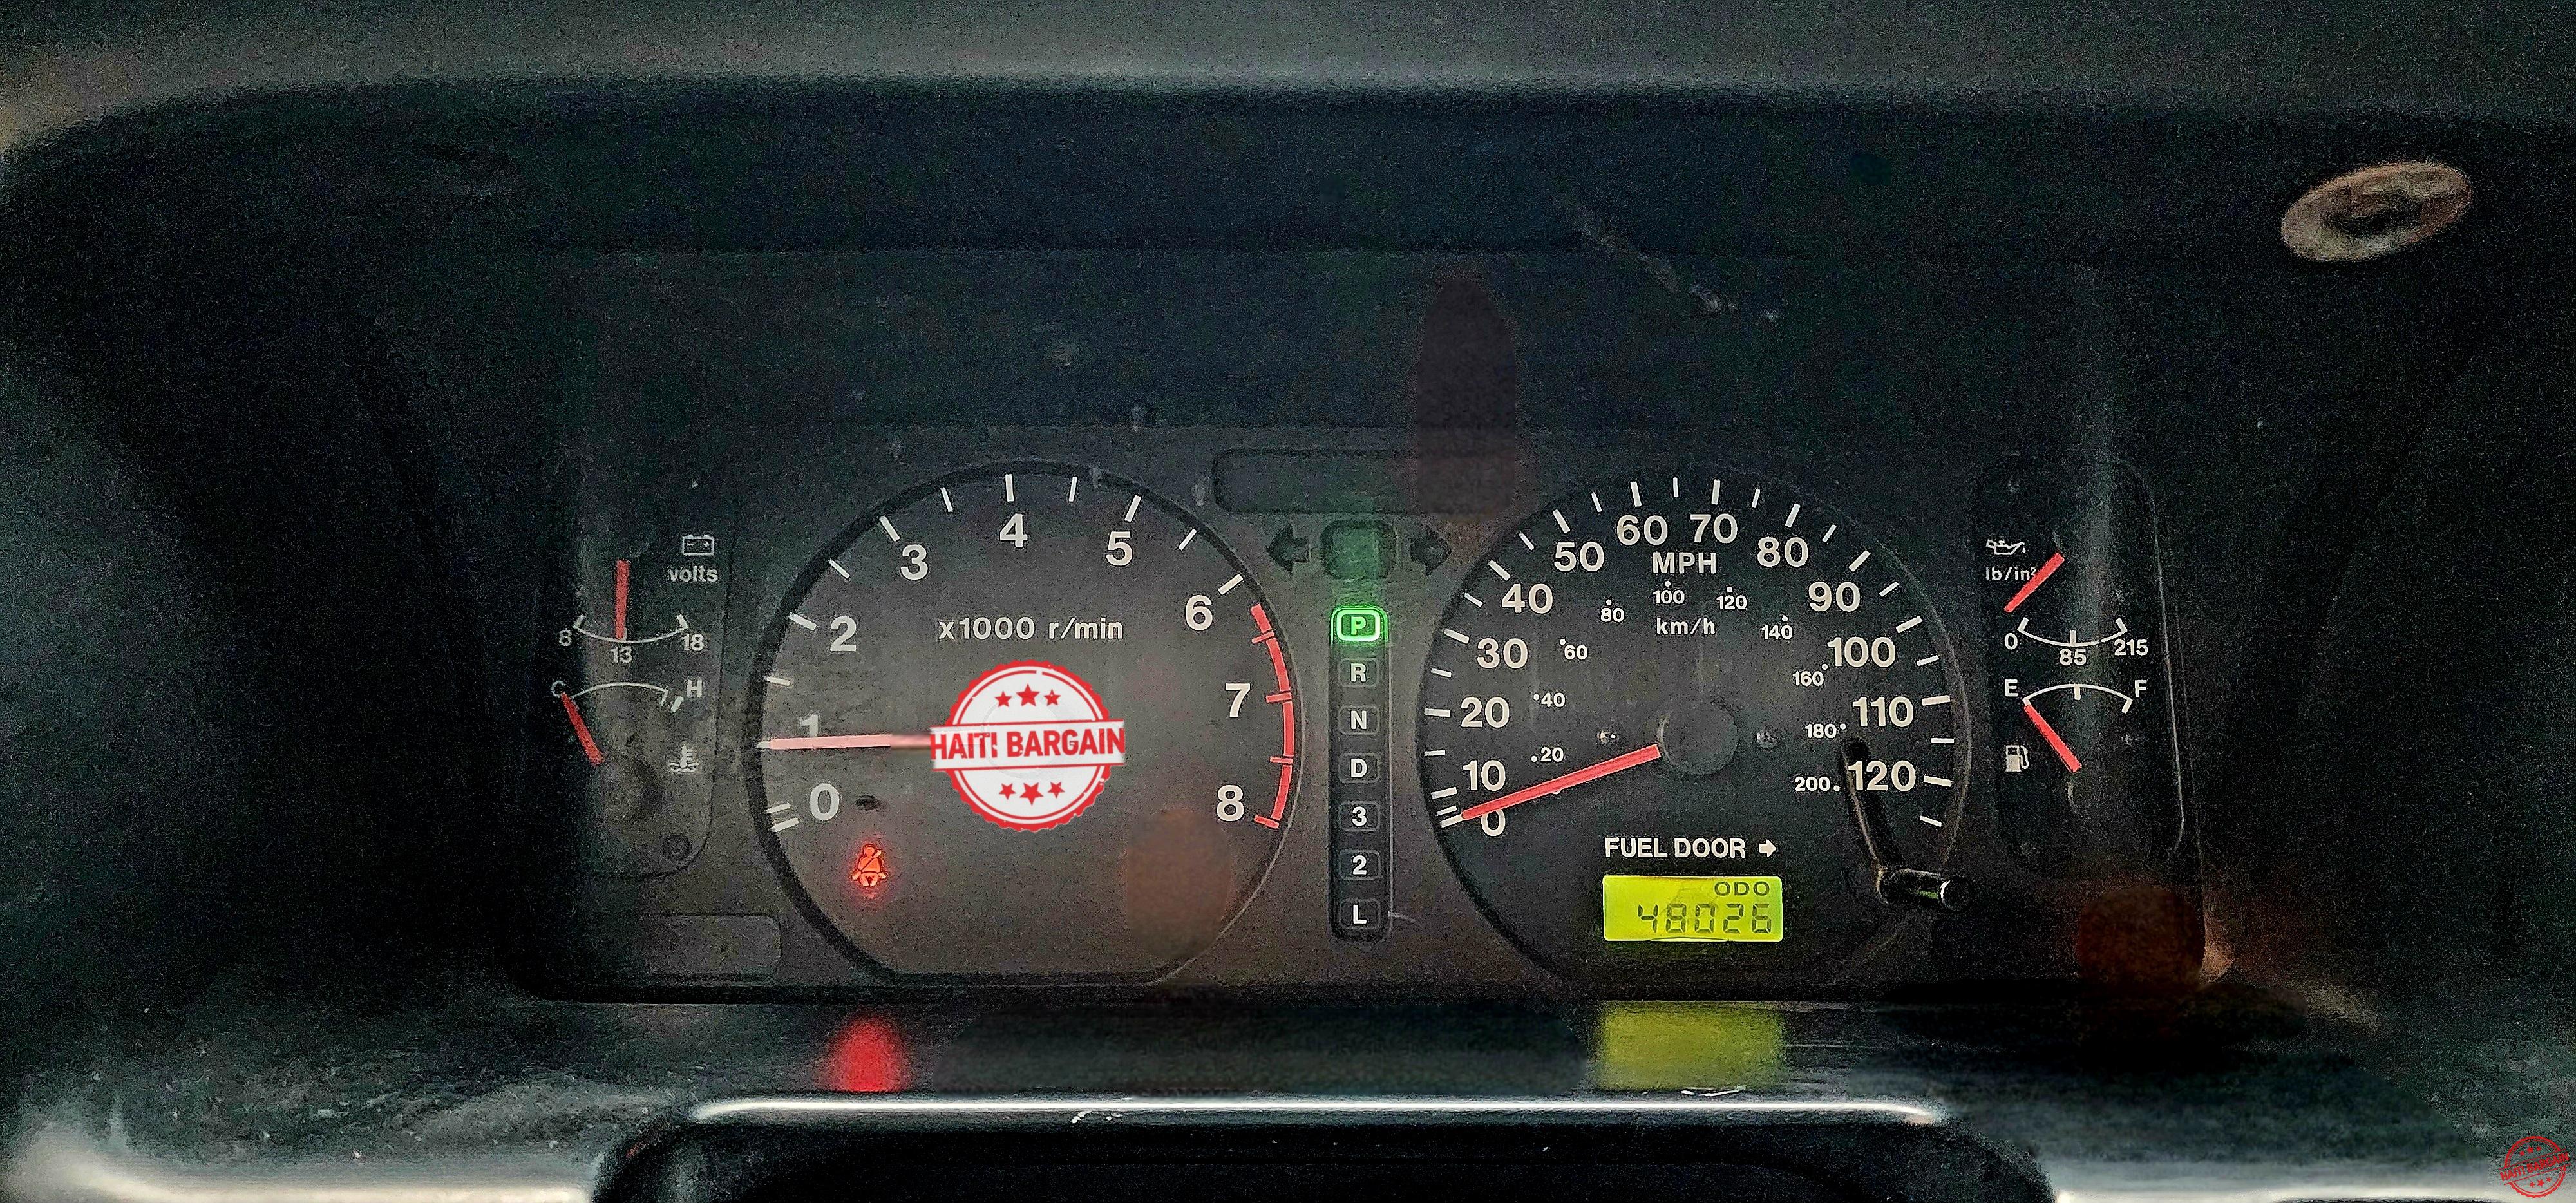 volts
8 13 18
C H
0 1 2 3 4 5 6 7 8
x1000 r/min
HAITI BARGAIN
P
R
N
D
3
2
L
0 10 20 30 40 50 60 70 80 90 100 110 120
MPH
20 40 60 80 100 120 140 160 180 200
km/h
FUEL DOOR
ODO
48026
lb/in²
0 85 215
E F
HAITI BARGAIN